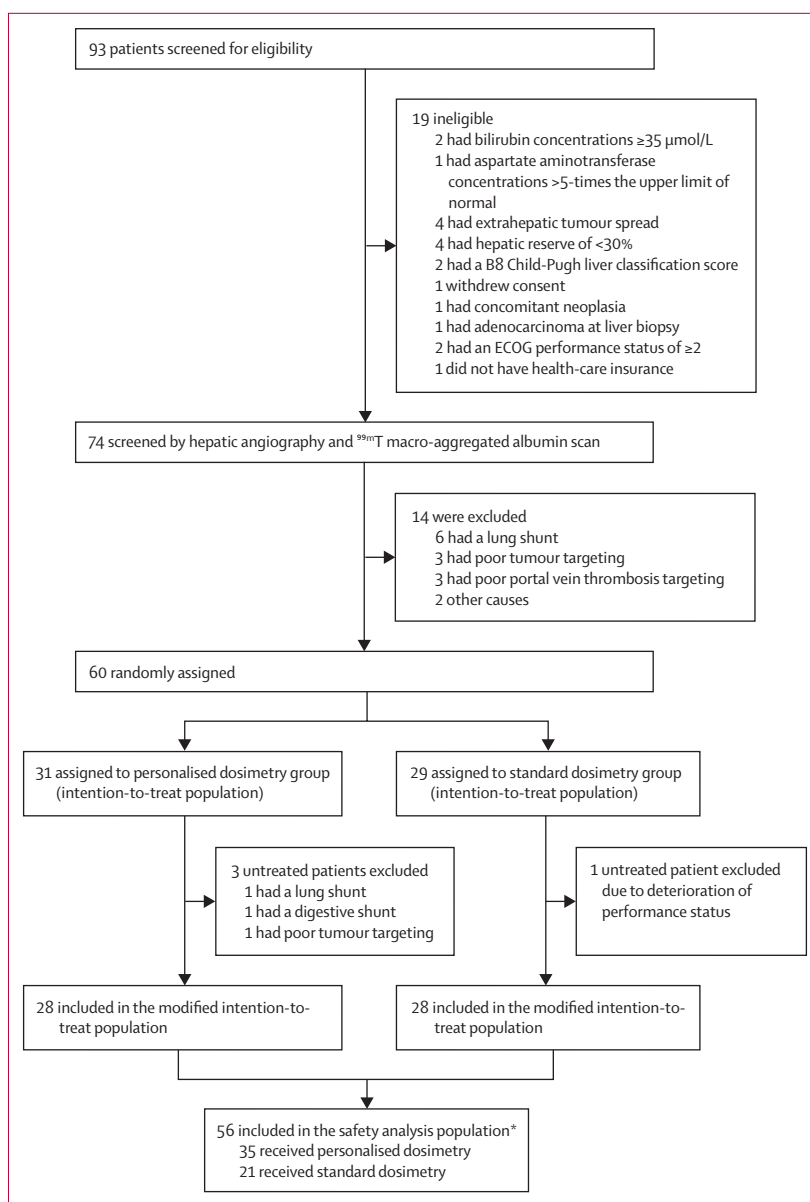 93 patients screened for eligibility
19 ineligible
2 had bilirubin concentrations ≥35 μmol/L
1 had aspartate aminotransferase
concentrations >5-times the upper limit of
normal
4 had extrahepatic tumour spread
4 had hepatic reserve of <30%
2 had a B8 Child-Pugh liver classification score
1 withdrew consent
1 had concomitant neoplasia
1 had adenocarcinoma at liver biopsy
2 had an ECOG performance status of ≥2
1 did not have health-care insurance
74 screened by hepatic angiography and ⁹⁹ᵐT macro-aggregated albumin scan
14 were excluded
6 had a lung shunt
3 had poor tumour targeting
3 had poor portal vein thrombosis targeting
2 other causes
60 randomly assigned
31 assigned to personalised dosimetry group
(intention-to-treat population)
29 assigned to standard dosimetry group
(intention-to-treat population)
3 untreated patients excluded
1 had a lung shunt
1 had a digestive shunt
1 had poor tumour targeting
1 untreated patient excluded
due to deterioration of
performance status
28 included in the modified intention-to-
treat population
28 included in the modified intention-to-
treat population
56 included in the safety analysis population*
35 received personalised dosimetry
21 received standard dosimetry